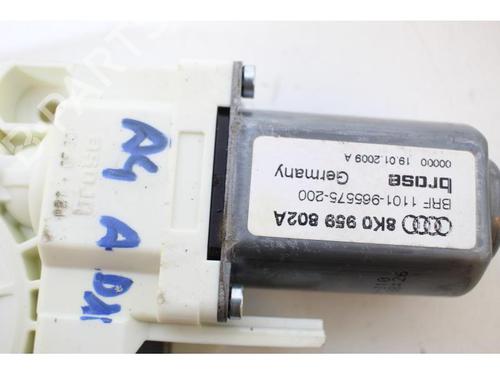 8K0 959 802A
BRF 1101-965575-200
brose Germany
00000 19.01.2009 A
brose
A4